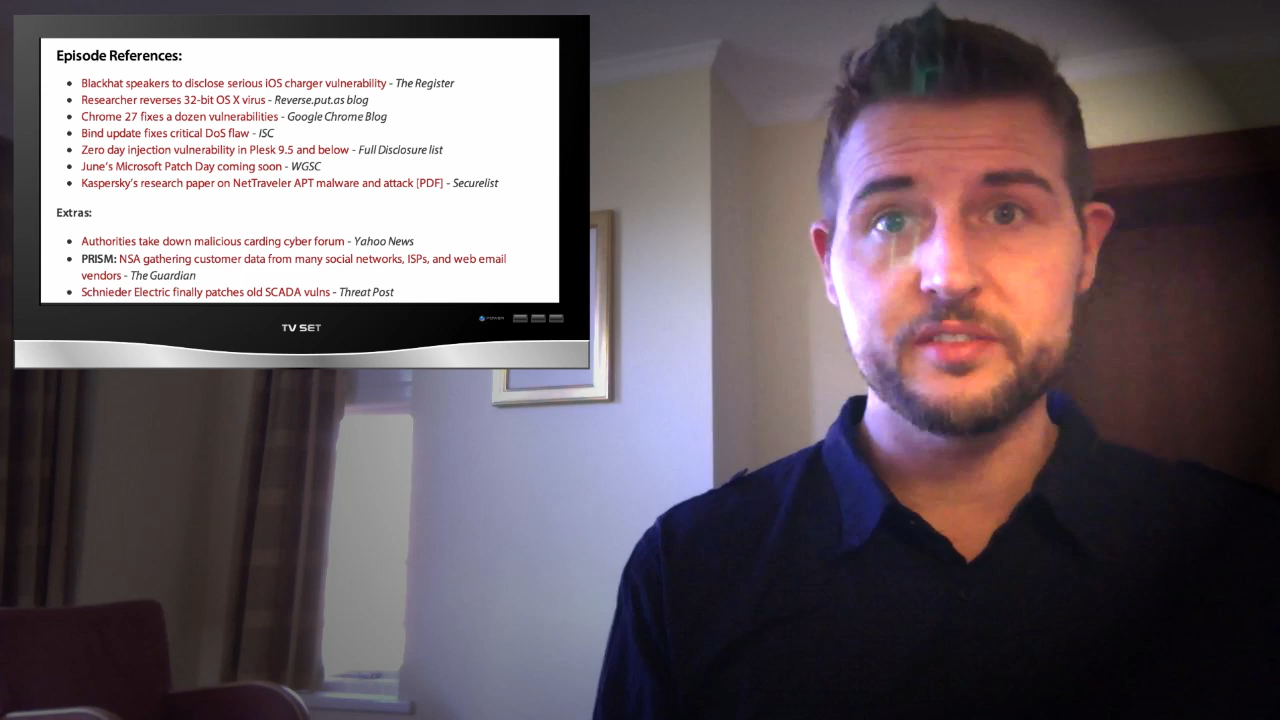 Episode References:
Blackhat speakers to disclose serious iOS charger vulnerability - The Register
Researcher reverses 32-bit OS X virus - Reverse.put.as blog
Chrome 27 fixes a dozen vulnerabilities - Google Chrome Blog
Bind update fixes critical DoS flaw - ISC
Zero day injection vulnerability in Plesk 9.5 and below - Full Disclosure list
June's Microsoft Patch Day coming soon - WGSC
Kaspersky's research paper on NetTraveler APT malware and attack [PDF] - Securelist
Extras:
Authorities take down malicious carding cyber forum - Yahoo News
PRISM: NSA gathering customer data from many social networks, ISPs, and web email
vendors - The Guardian
Schnieder Electric finally patches old SCADA vulns - Threat Post
POWER
TV SET